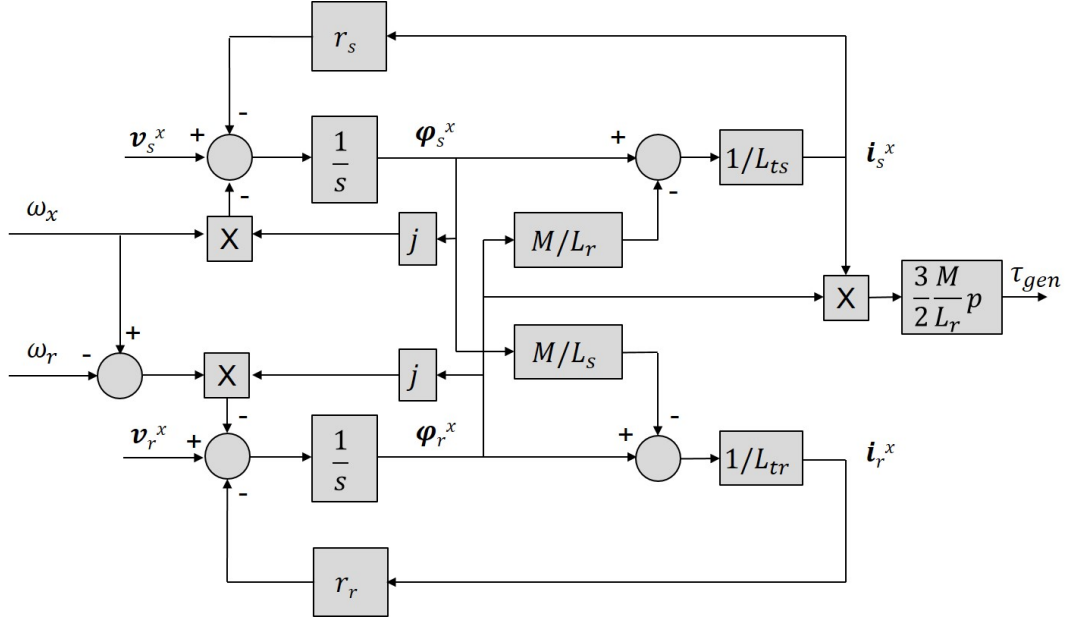 r_s
-
v_s^x + 1/s φ_s^x + 1/L_ts i_s^x
- -
ω_x X j M/L_r
X 3/2 M/L_r p τ_gen
+
ω_r - X j M/L_s
- -
v_r^x + 1/s φ_r^x + 1/L_tr i_r^x
-
r_r